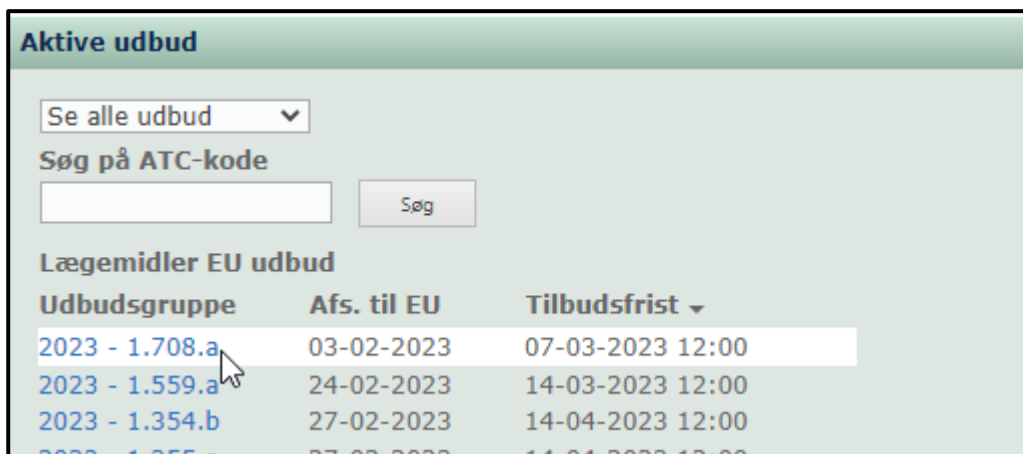 Aktive udbud
Se alle udbud
Søg på ATC-kode
Søg
Lægemidler EU udbud
Udbudsgruppe Afs. til EU Tilbudsfrist
2023 - 1.708.a 03-02-2023 07-03-2023 12:00
2023 - 1.559.a 24-02-2023 14-03-2023 12:00
2023 - 1.354.b 27-02-2023 14-04-2023 12:00